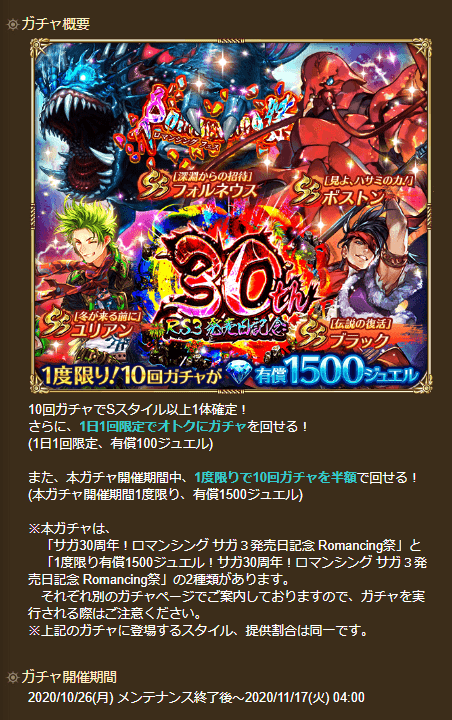 ガチャ概要
ロマンシング フェス
SS [深淵からの招待]
フォルネウス
SS [見よ、ハサミの力!]
ボストン
30th
RS3 発売日記念
SS [冬が来る前に]
ユリアン
SS [伝説の復活]
ブラック
1度限り!10回ガチャが 有償1500ジュエル
10回ガチャでSスタイル以上1体確定！
さらに、1日1回限定でオトクにガチャを回せる！
(1日1回限定、有償100ジュエル)
また、本ガチャ開催期間中、1度限りで10回ガチャを半額で回せる！
(本ガチャ開催期間1度限り、有償1500ジュエル)
※本ガチャは、
「サガ30周年！ロマンシング サガ３発売日記念 Romancing祭」と
「1度限り有償1500ジュエル！サガ30周年！ロマンシング サガ３発
売日記念 Romancing祭」の2種類があります。
それぞれ別のガチャページでご案内しておりますので、ガチャを実
行される際はご注意ください。
※上記のガチャに登場するスタイル、提供割合は同一です。
ガチャ開催期間
2020/10/26(月) メンテナンス終了後～2020/11/17(火) 04:00